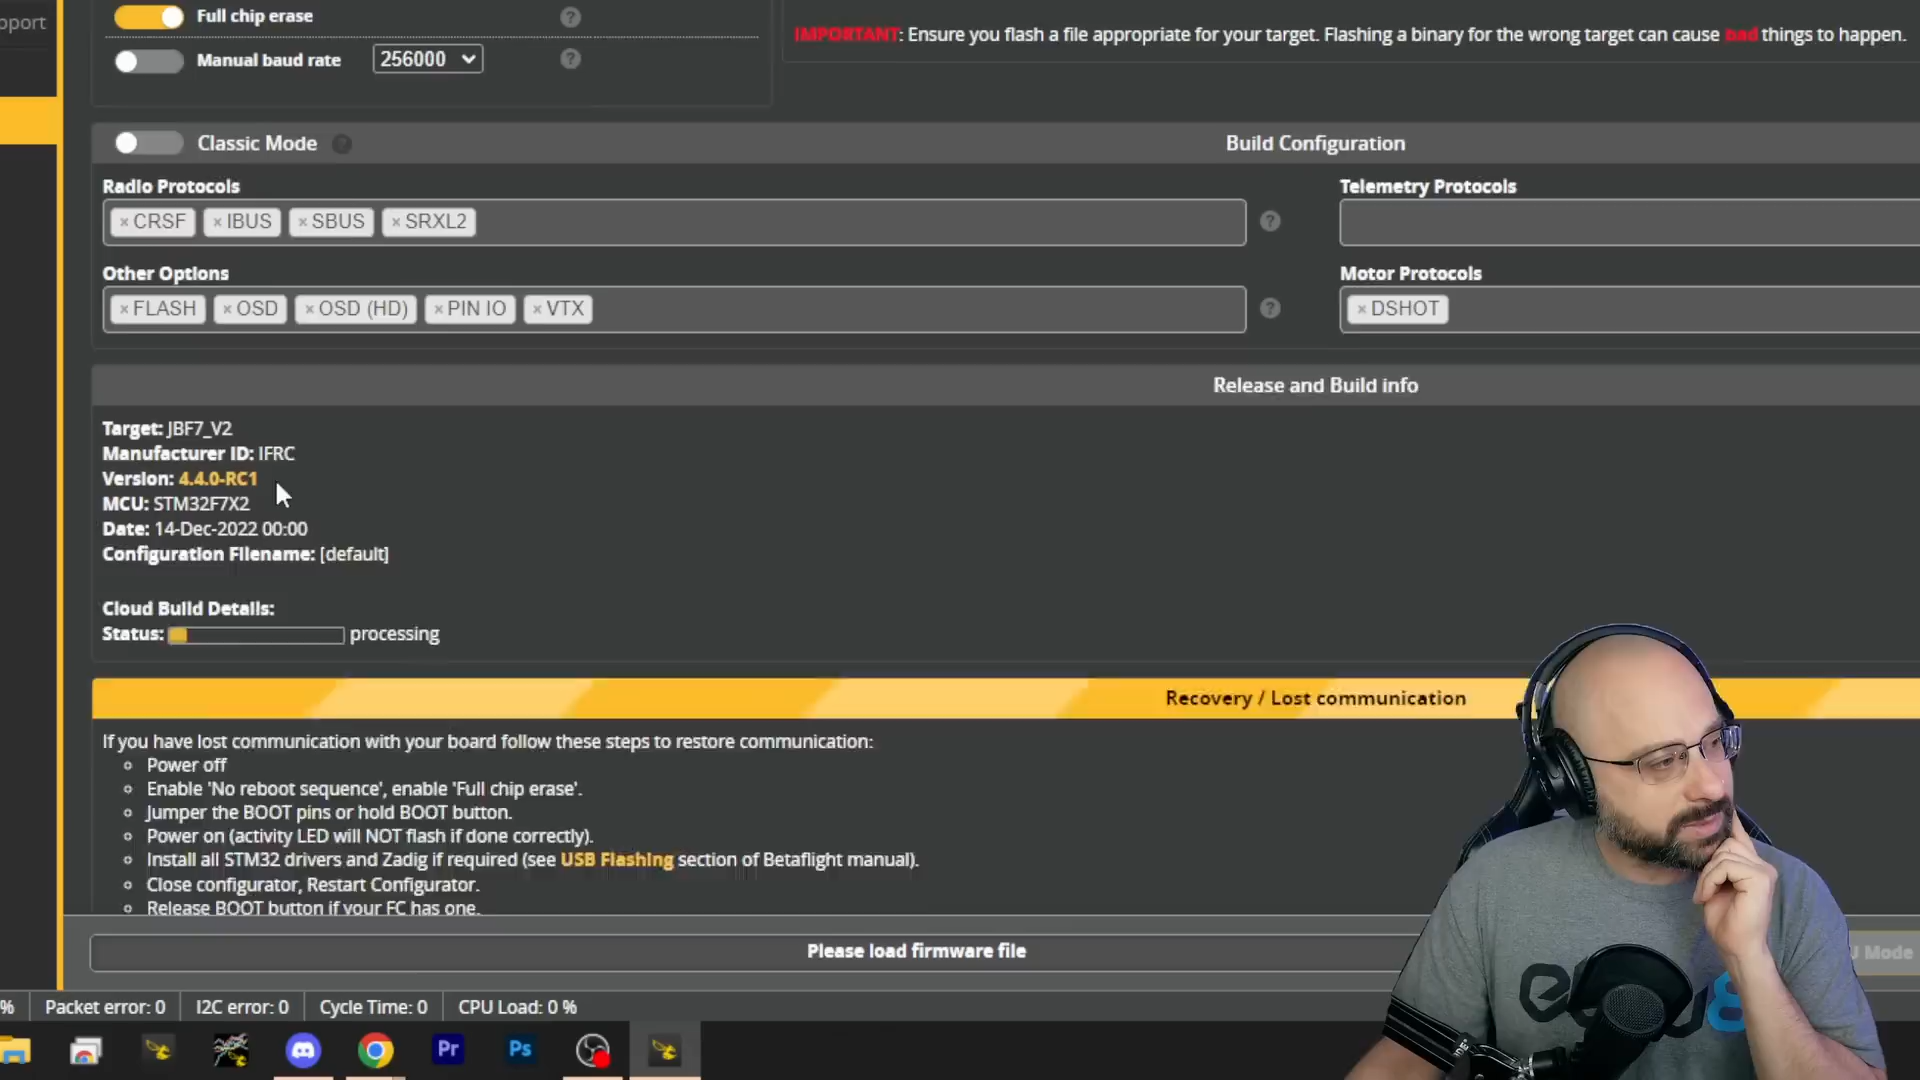 pport
Full chip erase
?
IMPORTANT: Ensure you flash a file appropriate for your target. Flashing a binary for the wrong target can cause bad things to happen.
Manual baud rate
256000
?
Classic Mode
?
Build Configuration
Radio Protocols
Telemetry Protocols
×CRSF ×IBUS ×SBUS ×SRXL2
?
Other Options
Motor Protocols
×FLASH ×OSD ×OSD (HD) ×PIN IO ×VTX
?
×DSHOT
Release and Build info
Target: JBF7_V2
Manufacturer ID: IFRC
Version: 4.4.0-RC1
MCU: STM32F7X2
Date: 14-Dec-2022 00:00
Configuration Filename: [default]
Cloud Build Details:
Status: processing
Recovery / Lost communication
If you have lost communication with your board follow these steps to restore communication:
Power off
Enable 'No reboot sequence', enable 'Full chip erase'.
Jumper the BOOT pins or hold BOOT button.
Power on (activity LED will NOT flash if done correctly).
Install all STM32 drivers and Zadig if required (see USB Flashing section of Betaflight manual).
Close configurator, Restart Configurator.
Release BOOT button if your FC has one.
Please load firmware file
Mode
% Packet error: 0 I2C error: 0 Cycle Time: 0 CPU Load: 0 %
Pr
Ps